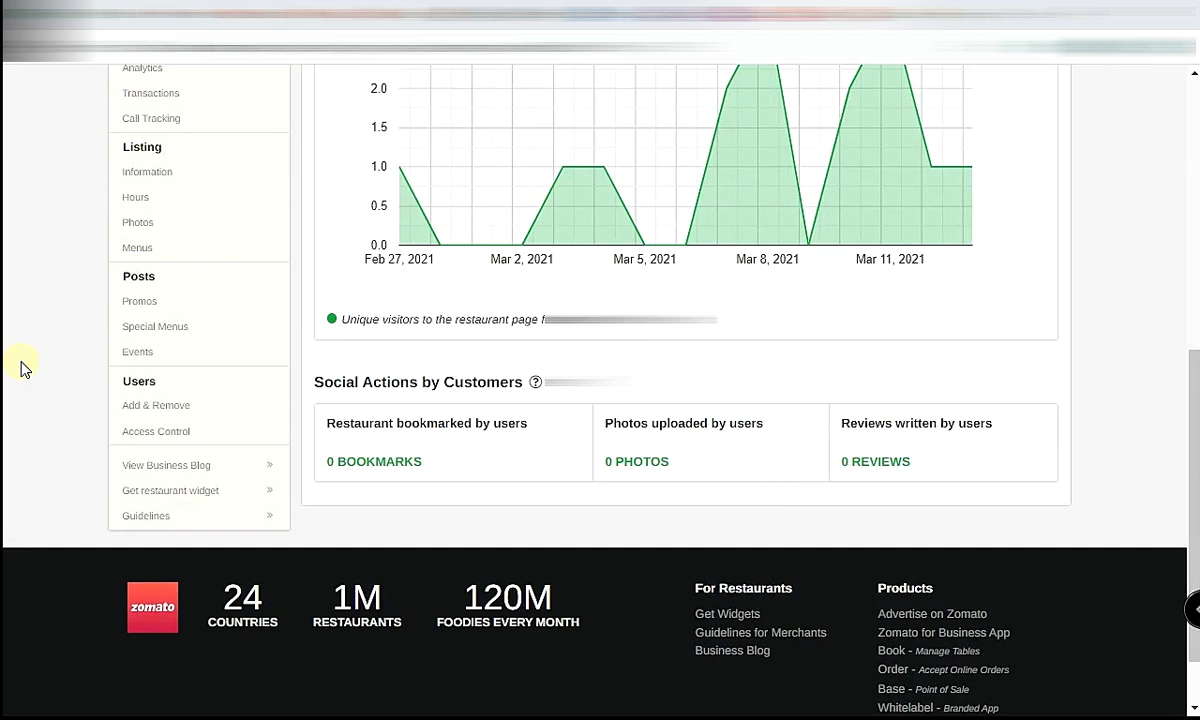 Analytics
Transactions
Call Tracking
Listing
Information
Hours
Photos
Menus
Posts
Promos
Special Menus
Events
Users
Add & Remove
Access Control
View Business Blog »
Get restaurant widget »
Guidelines »
2.0
1.5
1.0
0.5
0.0
Feb 27, 2021 Mar 2, 2021 Mar 5, 2021 Mar 8, 2021 Mar 11, 2021
Unique visitors to the restaurant page
Social Actions by Customers ?
Restaurant bookmarked by users
0 BOOKMARKS
Photos uploaded by users
0 PHOTOS
Reviews written by users
0 REVIEWS
zomato
24
COUNTRIES
1M
RESTAURANTS
120M
FOODIES EVERY MONTH
For Restaurants
Get Widgets
Guidelines for Merchants
Business Blog
Products
Advertise on Zomato
Zomato for Business App
Book - Manage Tables
Order - Accept Online Orders
Base - Point of Sale
Whitelabel - Branded App